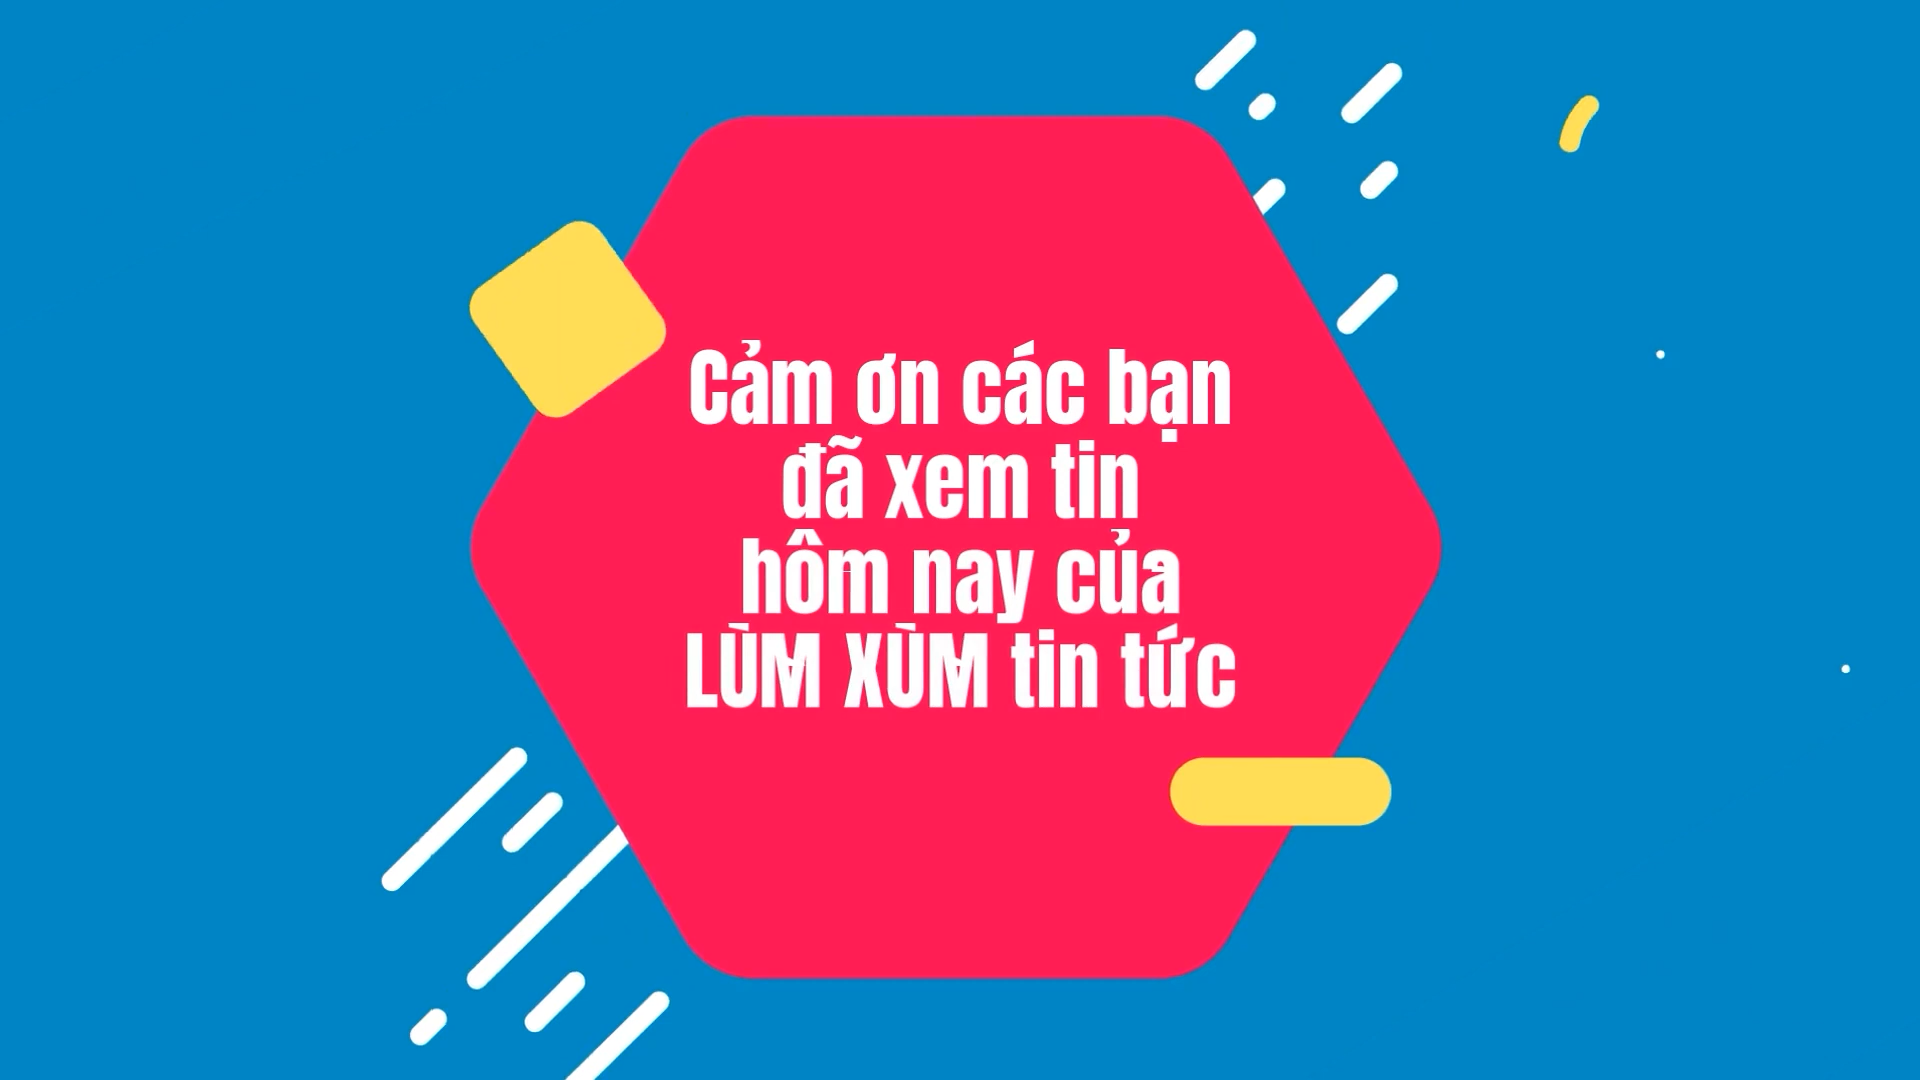 Cảm ơn các bạn
đã xem tin
hôm nay của
LÙM XÙM tin tức